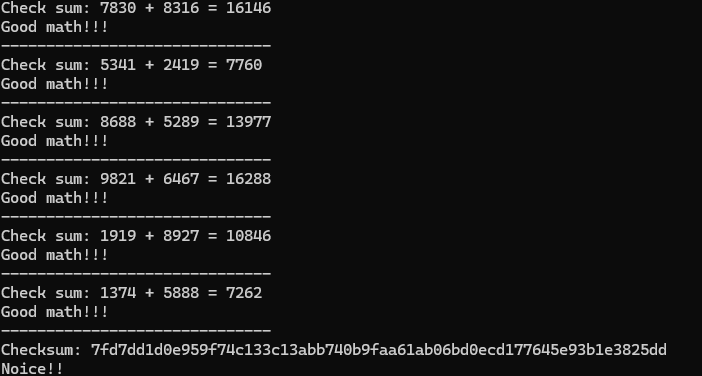 Check sum: 7830 + 8316 = 16146
Good math!!!
------------------------------
Check sum: 5341 + 2419 = 7760
Good math!!!
------------------------------
Check sum: 8688 + 5289 = 13977
Good math!!!
------------------------------
Check sum: 9821 + 6467 = 16288
Good math!!!
------------------------------
Check sum: 1919 + 8927 = 10846
Good math!!!
------------------------------
Check sum: 1374 + 5888 = 7262
Good math!!!
------------------------------
Checksum: 7fd7dd1d0e959f74c133c13abb740b9faa61ab06bd0ecd177645e93b1e3825dd
Noice!!